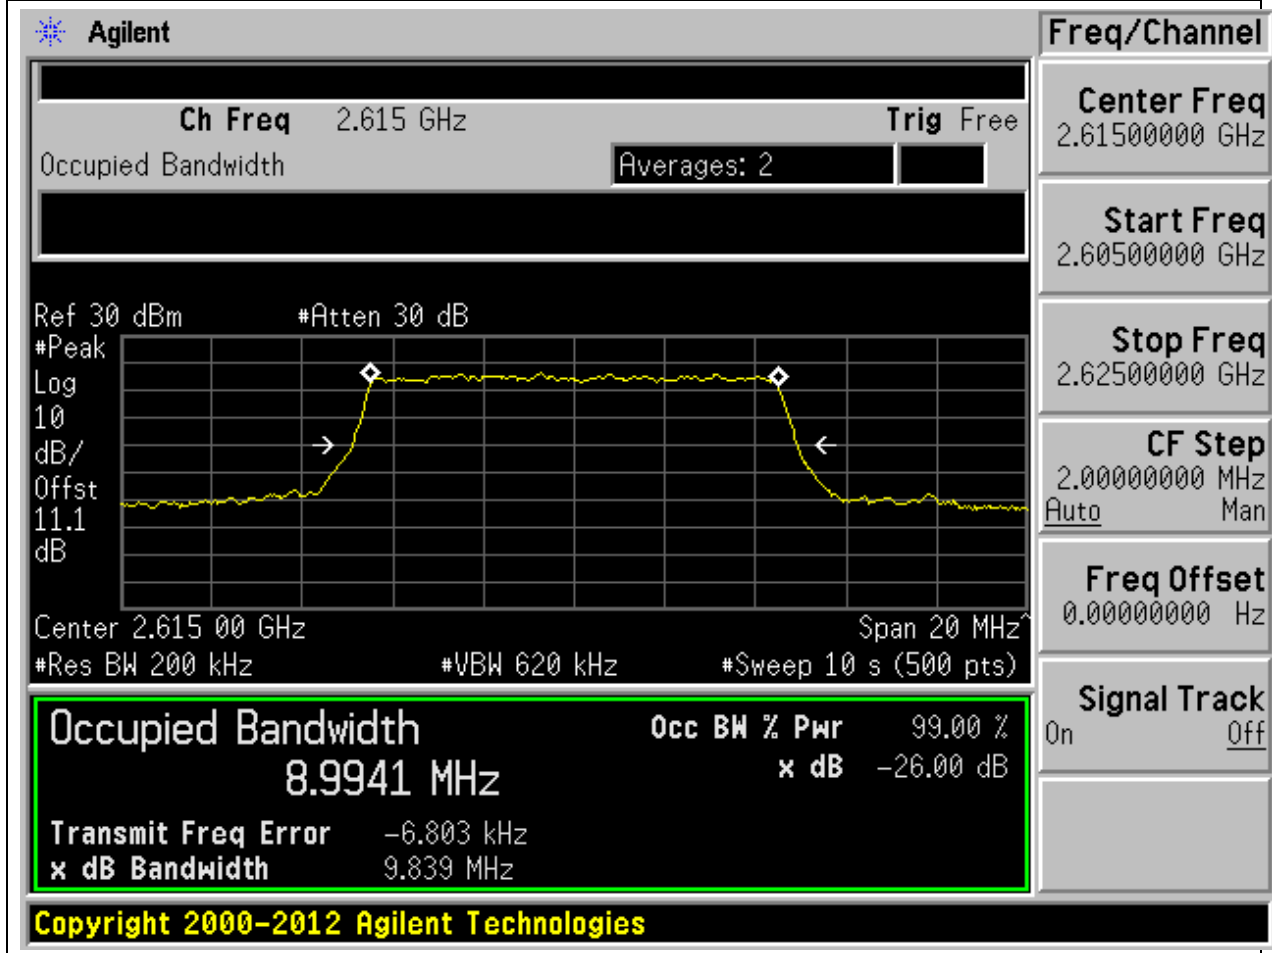 Agilent
Freq/Channel
Ch Freq 2.615 GHz Trig Free
Occupied Bandwidth Averages: 2
Center Freq
2.61500000 GHz
Start Freq
2.60500000 GHz
Stop Freq
2.62500000 GHz
CF Step
2.00000000 MHz
Auto Man
Freq Offset
0.00000000 Hz
Signal Track
On Off
Ref 30 dBm #Atten 30 dB
#Peak
Log
10
dB/
Offst
11.1
dB
Center 2.615 00 GHz Span 20 MHz^
#Res BW 200 kHz #VBW 620 kHz #Sweep 10 s (500 pts)
Occupied Bandwidth Occ BW % Pwr 99.00 %
8.9941 MHz x dB -26.00 dB
Transmit Freq Error -6.803 kHz
x dB Bandwidth 9.839 MHz
Copyright 2000-2012 Agilent Technologies